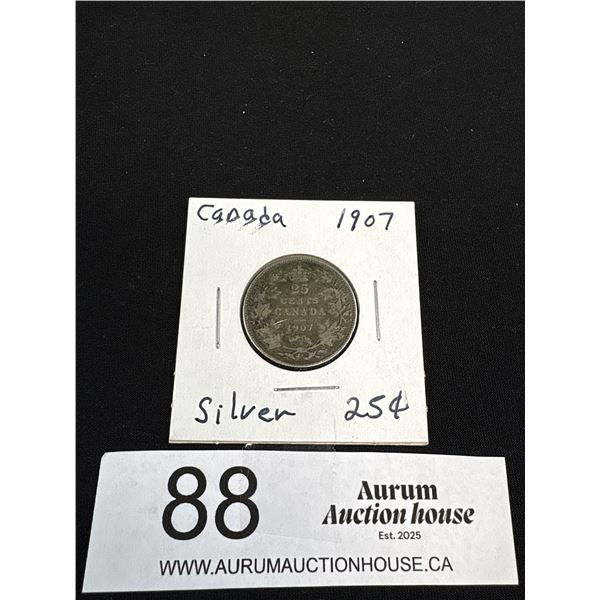 Canada 1907
25
CENTS
CANADA
1907
Silver 25¢
88
Aurum
Auction house
Est. 2025
WWW.AURUMAUCTIONHOUSE.CA